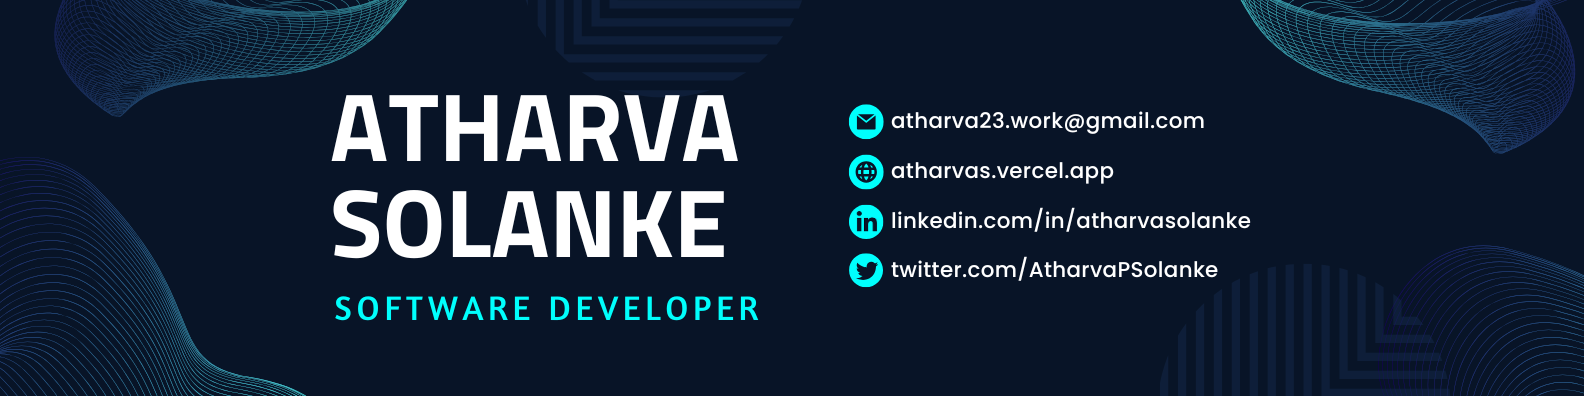 ATHARVA
SOLANKE
SOFTWARE DEVELOPER
atharva23.work@gmail.com
atharvas.vercel.app
linkedin.com/in/atharvasolanke
twitter.com/AtharvaPSolanke